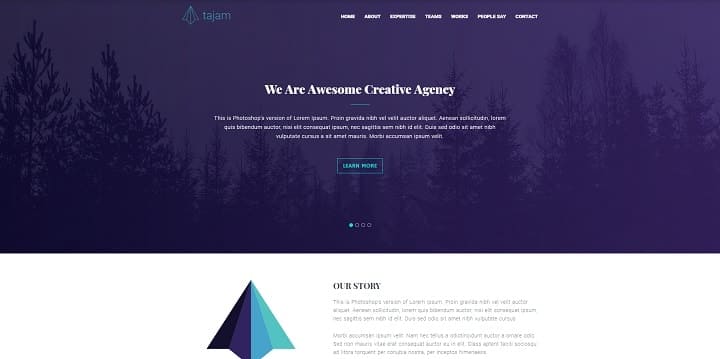 tajam
HOME ABOUT EXPERTISE TEAMS WORKS PEOPLE SAY CONTACT
We Are Awesome Creative Agency
This is Photoshop's version of Lorem Ipsum. Proin gravida nibh vel velit auctor aliquet. Aenean sollicitudin, lorem
quis bibendum auctor, nisi elit consequat ipsum, nec sagittis sem nibh id elit. Duis sed odio sit amet nibh
vulputate cursus a sit amet mauris. Morbi accumsan ipsum velit.
LEARN MORE
OUR STORY
This is Photoshop's version of Lorem Ipsum. Proin gravida nibh vel velit auctor
aliquet. Aenean sollicitudin, lorem quis bibendum auctor, nisi elit consequat ipsum,
nec sagittis sem nibh id elit. Duis sed odio sit amet nibh vulputate cursus
Morbi accumsan ipsum velit. Nam nec tellus a odiotincidunt auctor a ornare odio.
Sed non mauris vitae erat consequat auctor eu in elit. Class aptent taciti sociosqu
ad litora torquent per conubia nostra, per inceptos himenaeos.